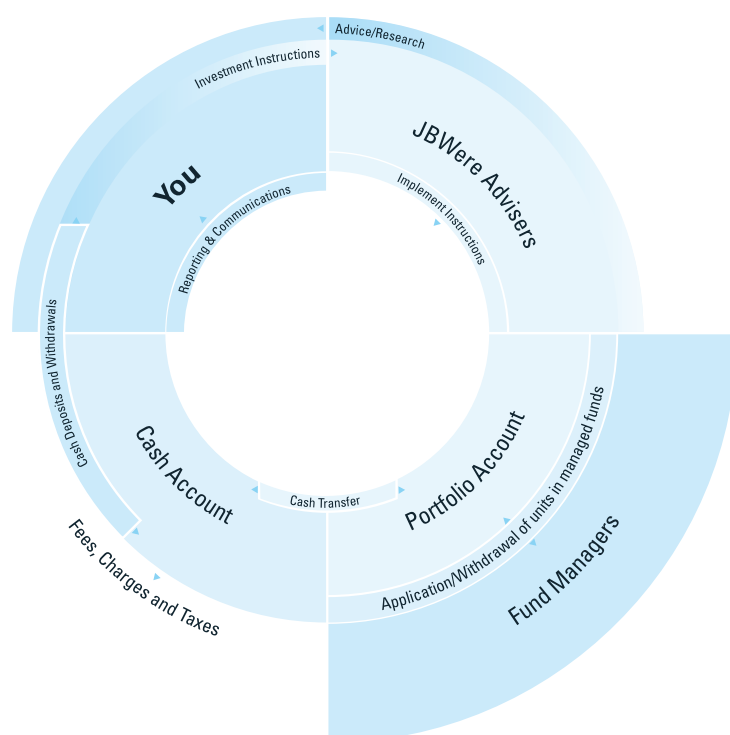 Advice/Research
Investment Instructions
JBWere Advisers
You
Implement Instructions
Reporting & Communications
Cash Deposits and Withdrawals
Cash Account
Portfolio Account
Cash Transfer
Application/Withdrawal of units in managed funds
Fund Managers
Fees, Charges and Taxes